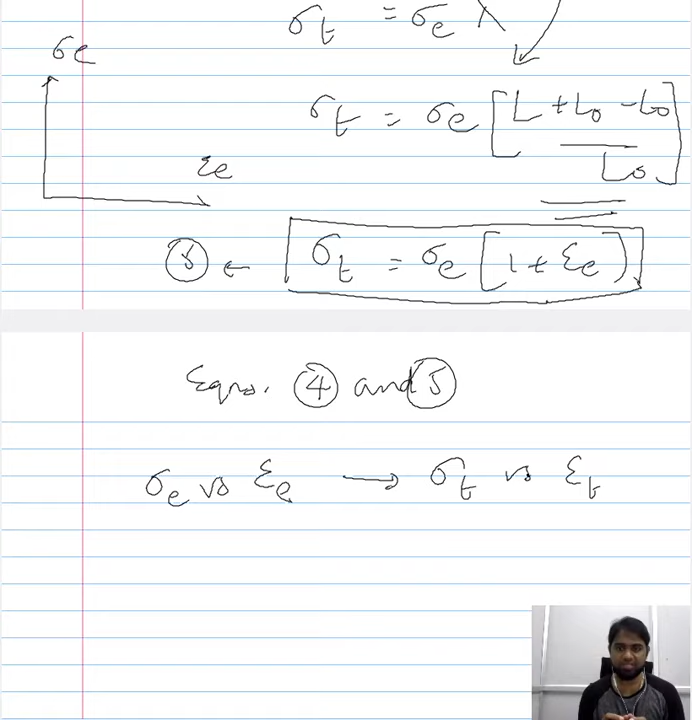 σt = σe λ
σe
σt = σe [L + L₀ - L₀ / L₀]
εe
⑤ ← σt = σe [1 + εe]
Eqns. ④ and ⑤
σe vs εe → σt vs εt